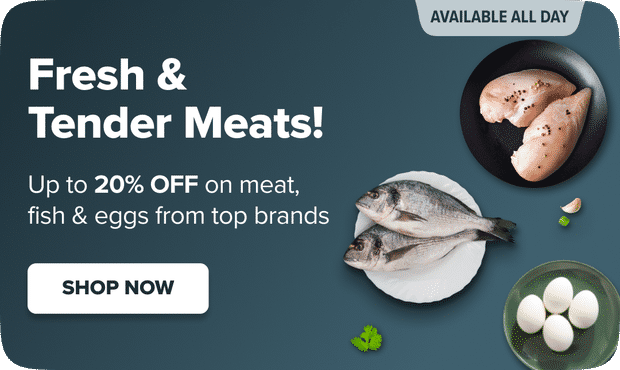 AVAILABLE ALL DAY
Fresh &
Tender Meats!
Up to 20% OFF on meat,
fish & eggs from top brands
SHOP NOW